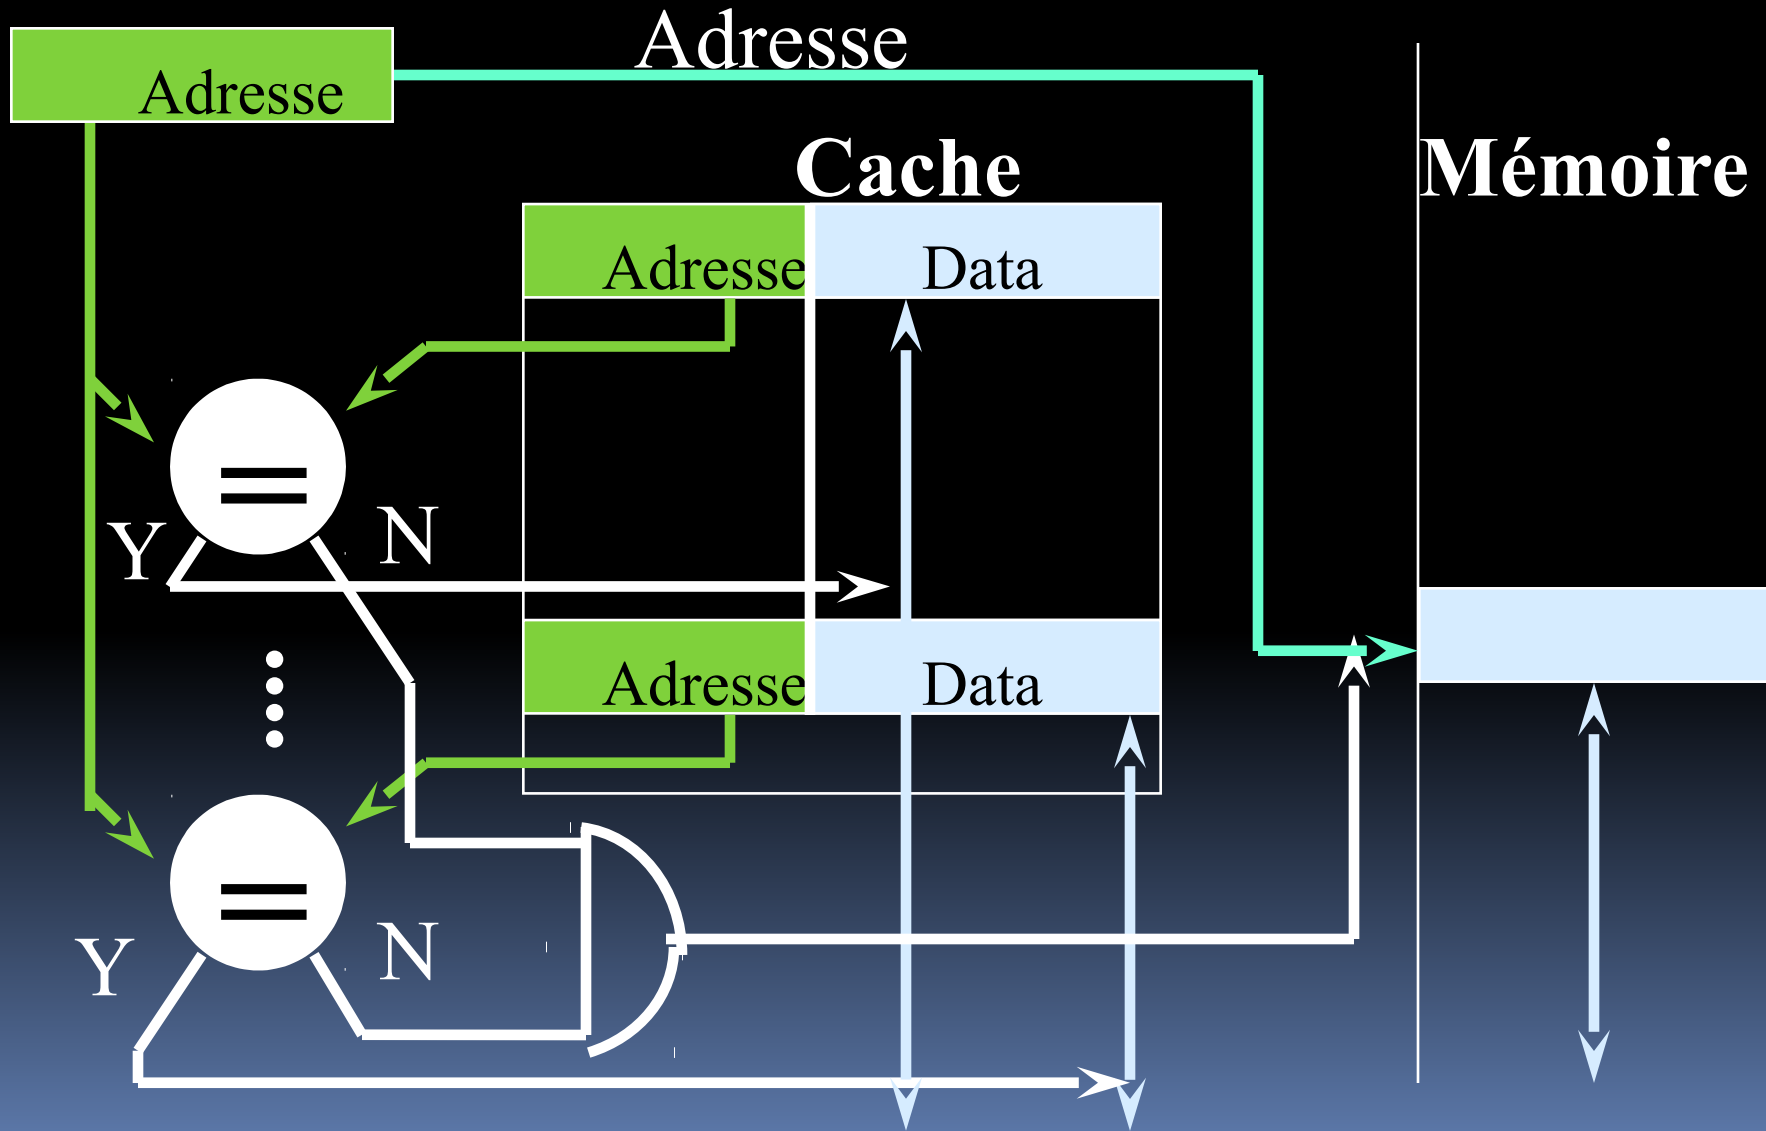 Adresse
Adresse
Cache
Mémoire
Adresse
Data
==
Y
N
Adresse
Data
==
Y
N